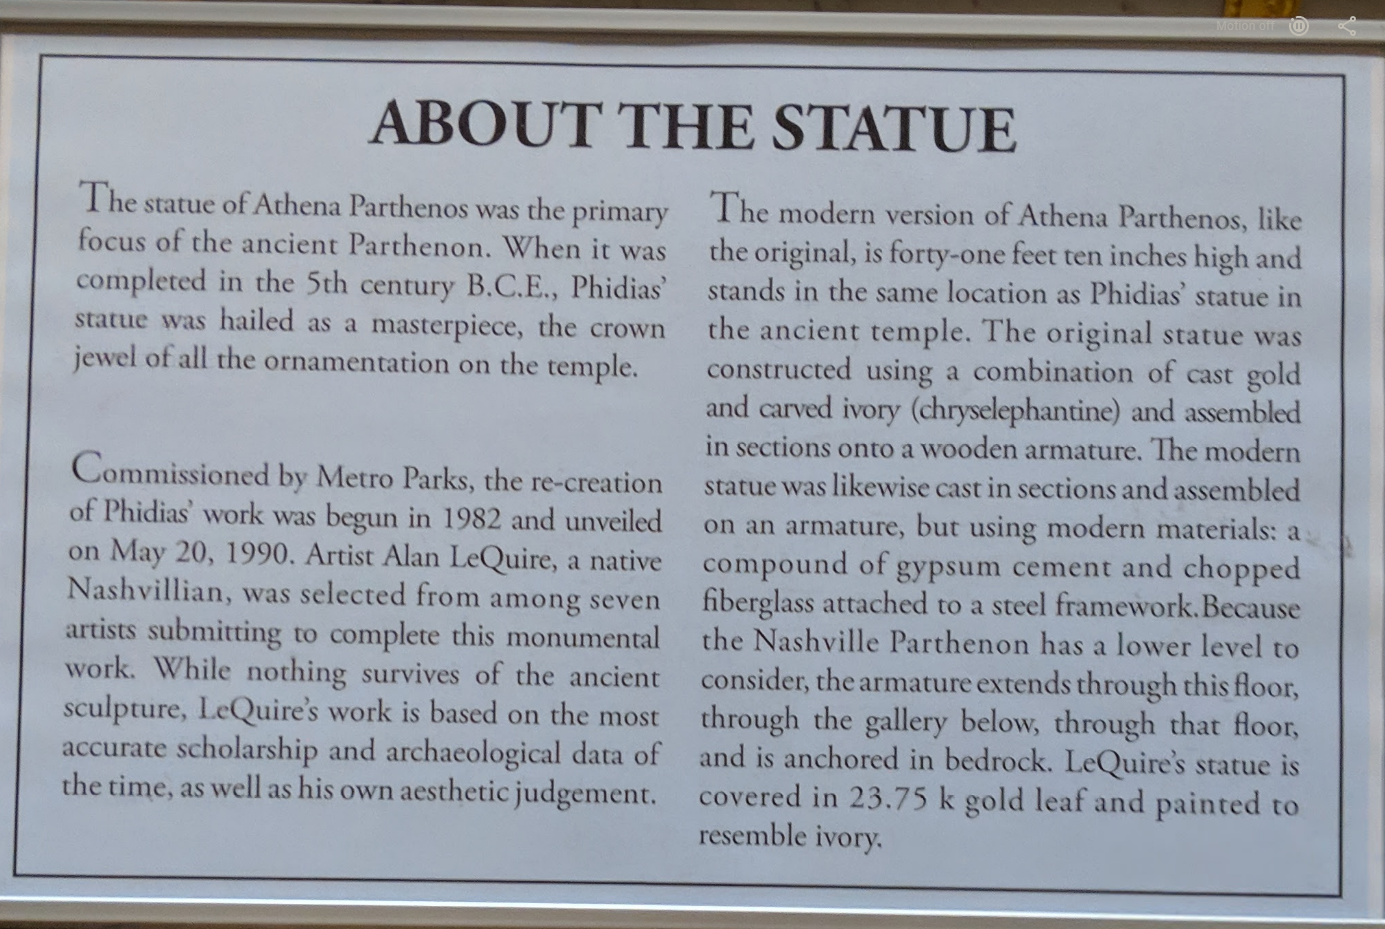 Motion off
ABOUT THE STATUE
The statue of Athena Parthenos was the primary
focus of the ancient Parthenon. When it was
completed in the 5th century B.C.E., Phidias'
statue was hailed as a masterpiece, the crown
jewel of all the ornamentation on the temple.
Commissioned by Metro Parks, the re-creation
of Phidias' work was begun in 1982 and unveiled
on May 20, 1990. Artist Alan LeQuire, a native
Nashvillian, was selected from among seven
artists submitting to complete this monumental
work. While nothing survives of the ancient
sculpture, LeQuire's work is based on the most
accurate scholarship and archaeological data of
the time, as well as his own aesthetic judgement.
The modern version of Athena Parthenos, like
the original, is forty-one feet ten inches high and
stands in the same location as Phidias' statue in
the ancient temple. The original statue was
constructed using a combination of cast gold
and carved ivory (chryselephantine) and assembled
in sections onto a wooden armature. The modern
statue was likewise cast in sections and assembled
on an armature, but using modern materials: a
compound of gypsum cement and chopped
fiberglass attached to a steel framework.Because
the Nashville Parthenon has a lower level to
consider, the armature extends through this floor,
through the gallery below, through that floor,
and is anchored in bedrock. LeQuire's statue is
covered in 23.75 k gold leaf and painted to
resemble ivory.